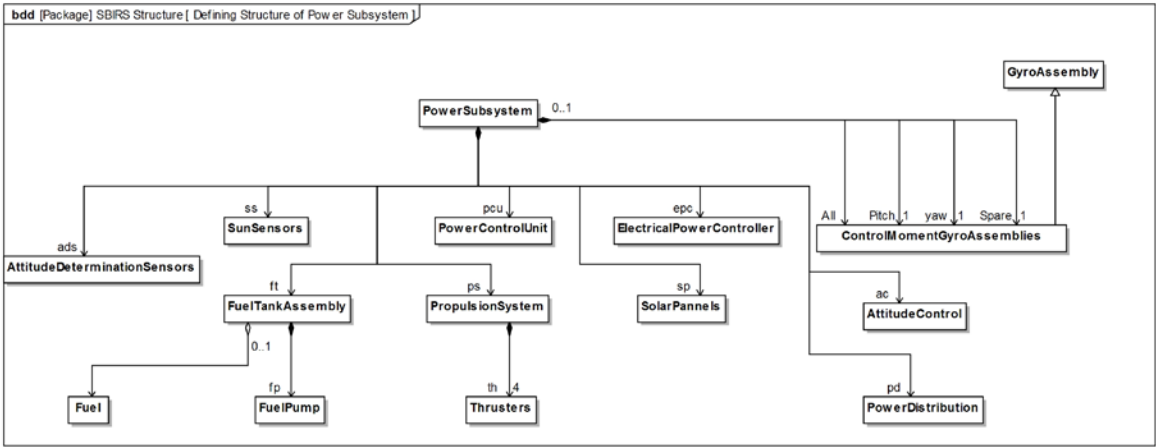 bdd [Package] SBIRS Structure [ Defining Structure of Power Subsystem ]
GyroAssembly
PowerSubsystem
0..1
All
Pitch 1
yaw 1
Spare 1
ControlMomentGyroAssemblies
ss
SunSensors
pcu
PowerControlUnit
epc
ElectricalPowerController
ads
AttitudeDeterminationSensors
ft
FuelTankAssembly
ps
PropulsionSystem
sp
SolarPannels
ac
AttitudeControl
0..1
Fuel
fp
FuelPump
th 4
Thrusters
pd
PowerDistribution